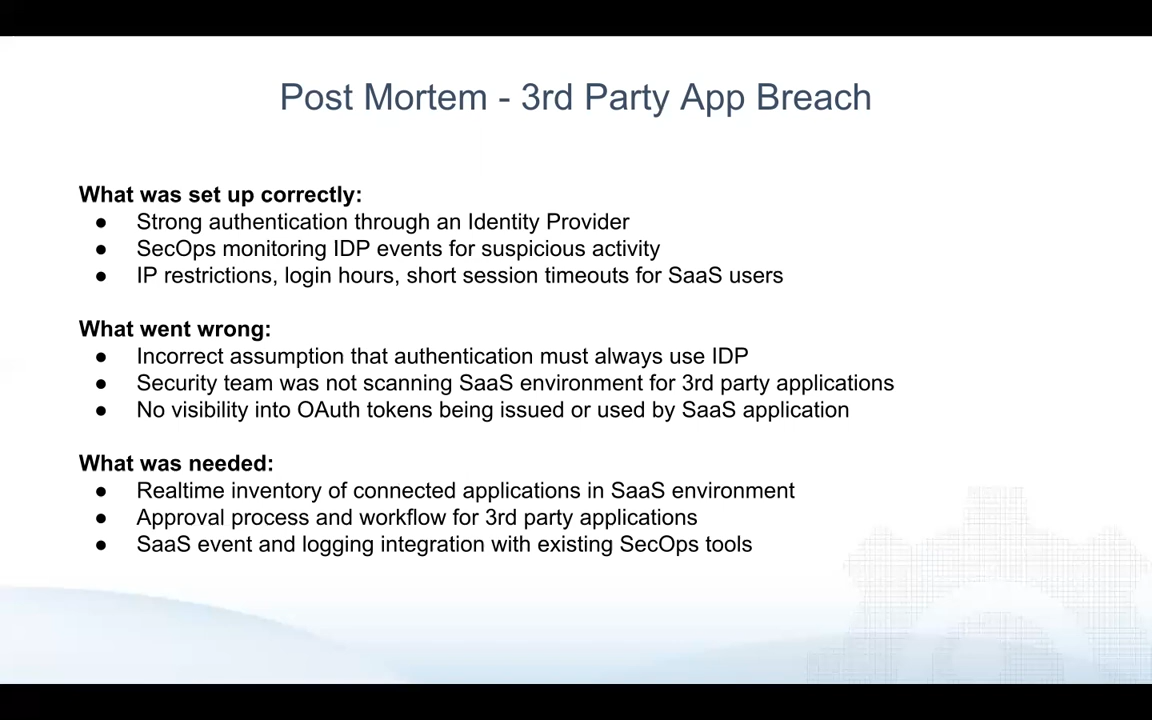 Post Mortem - 3rd Party App Breach
What was set up correctly:
● Strong authentication through an Identity Provider
● SecOps monitoring IDP events for suspicious activity
● IP restrictions, login hours, short session timeouts for SaaS users
What went wrong:
● Incorrect assumption that authentication must always use IDP
● Security team was not scanning SaaS environment for 3rd party applications
● No visibility into OAuth tokens being issued or used by SaaS application
What was needed:
● Realtime inventory of connected applications in SaaS environment
● Approval process and workflow for 3rd party applications
● SaaS event and logging integration with existing SecOps tools